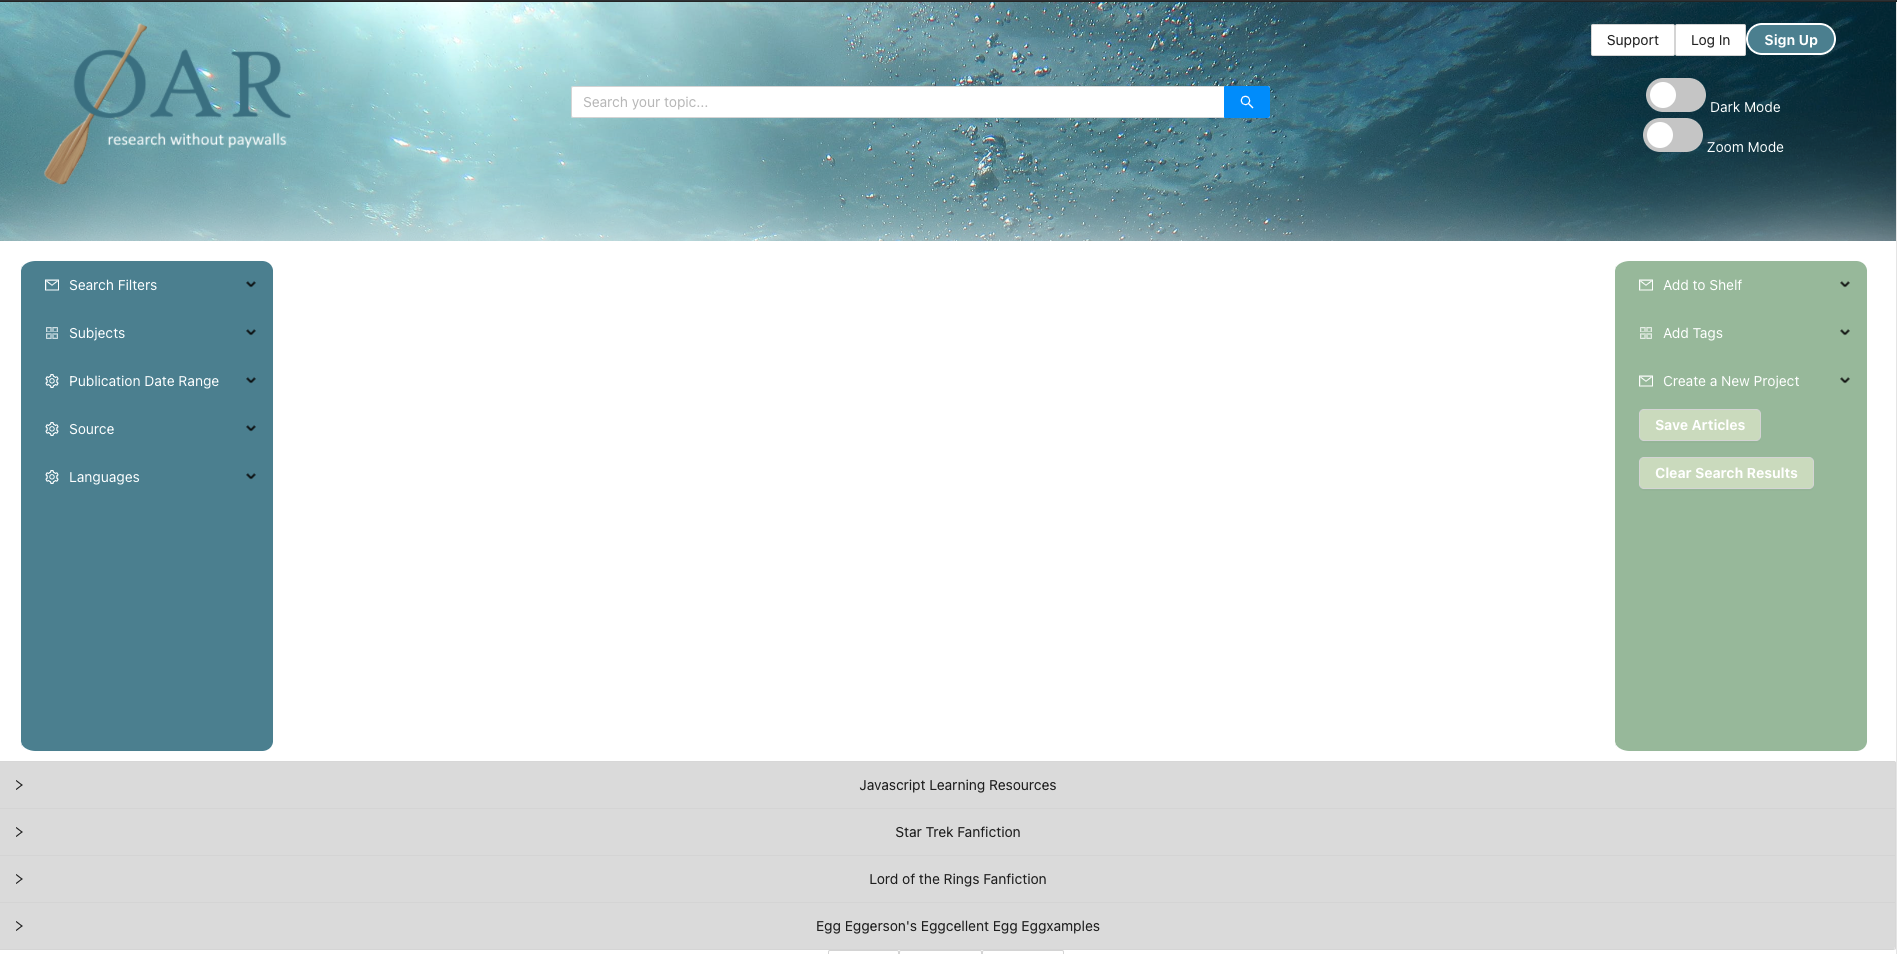 OAR
research without paywalls
Search your topic...
Support
Log In
Sign Up
Dark Mode
Zoom Mode
Search Filters
Subjects
Publication Date Range
Source
Languages
Add to Shelf
Add Tags
Create a New Project
Save Articles
Clear Search Results
Javascript Learning Resources
Star Trek Fanfiction
Lord of the Rings Fanfiction
Egg Eggerson's Eggcellent Egg Eggxamples